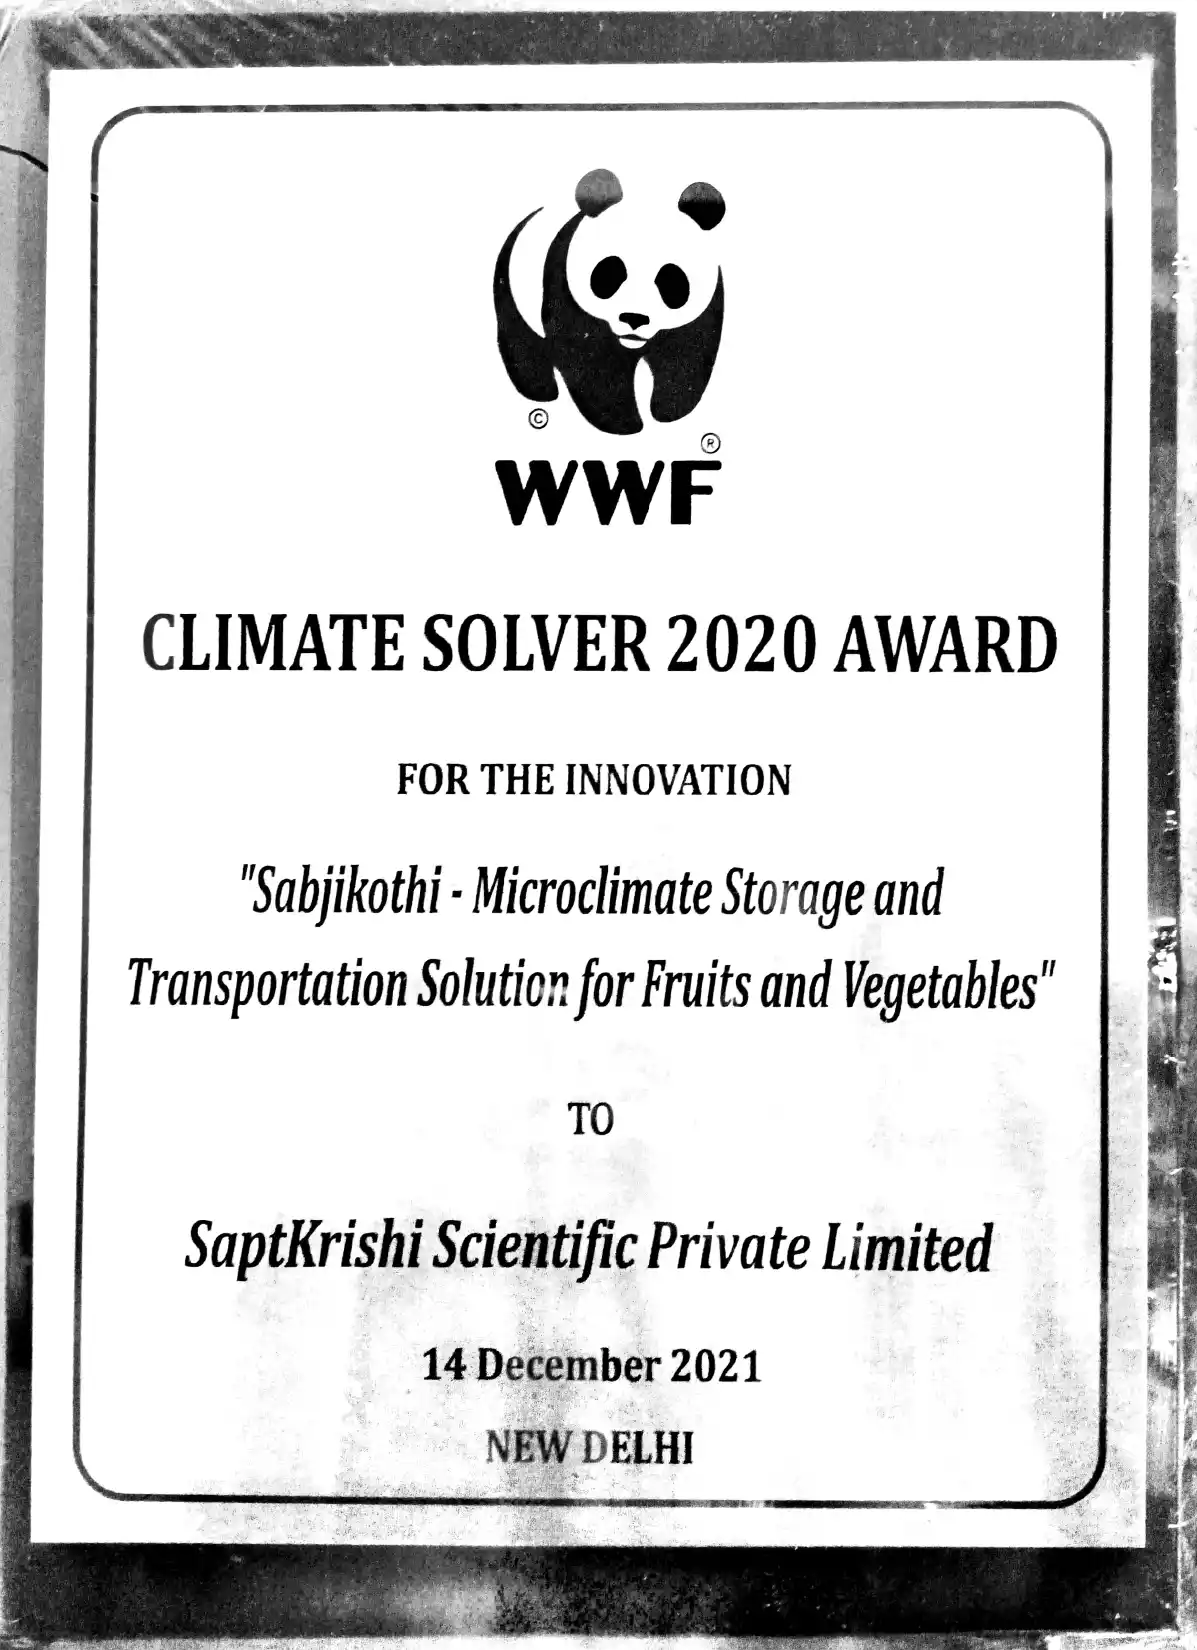 ©
®
WWF
CLIMATE SOLVER 2020 AWARD
FOR THE INNOVATION
"Sabjikothi - Microclimate Storage and
Transportation Solution for Fruits and Vegetables"
TO
SaptKrishi Scientific Private Limited
14 December 2021
NEW DELHI